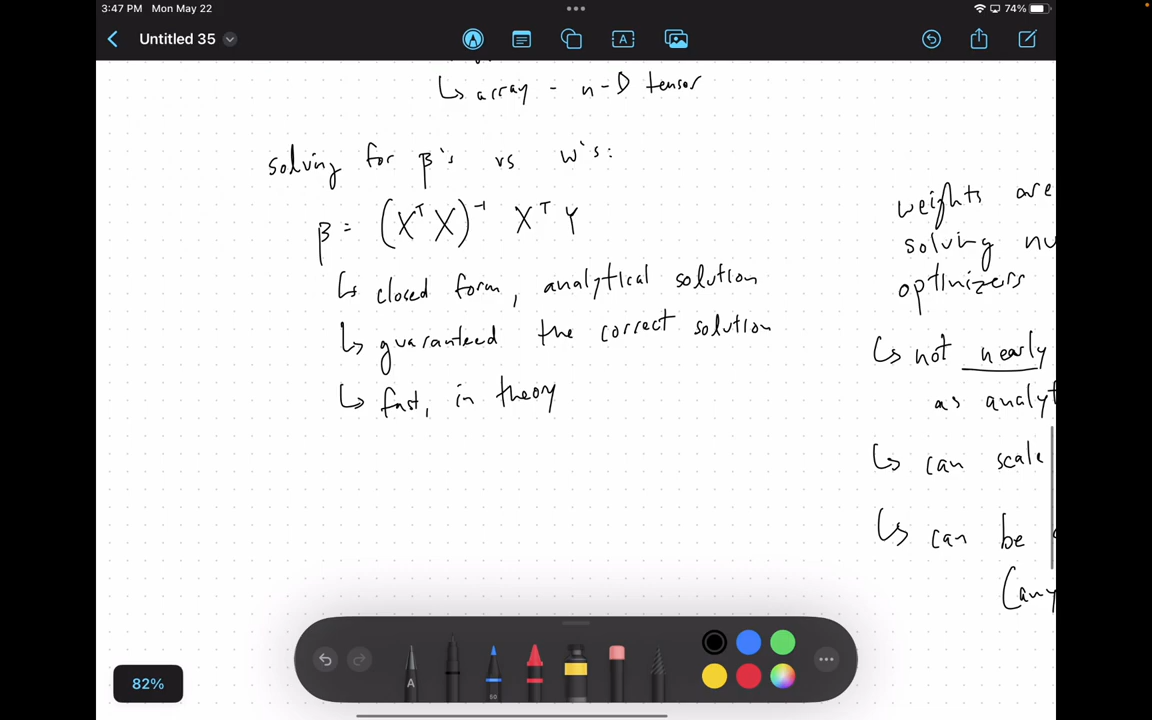 3:47 PM Mon May 22
74%
Untitled 35
↳ array - n-D tensor
solving for β's vs w's:
β = (XᵀX)⁻¹ XᵀY
↳ closed form, analytical solution
↳ guaranteed the correct solution
↳ fast, in theory
weights are
solving nu
optimizers
↳ not nearly
as analyt
↳ can scale
↳ can be
(any
A
50
82%